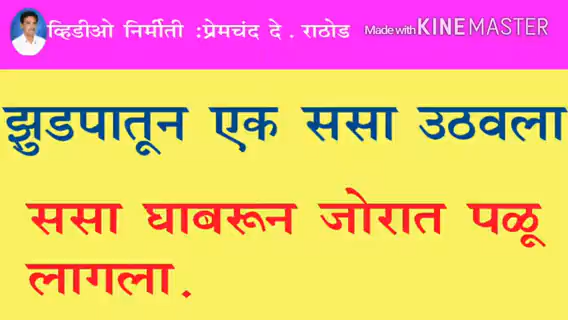 व्हिडीओ निर्मीती :प्रेमचंद दे . राठोड Made with KINEMASTER
झुडपातून एक ससा उठवला
ससा घाबरून जोरात पळू
लागला .